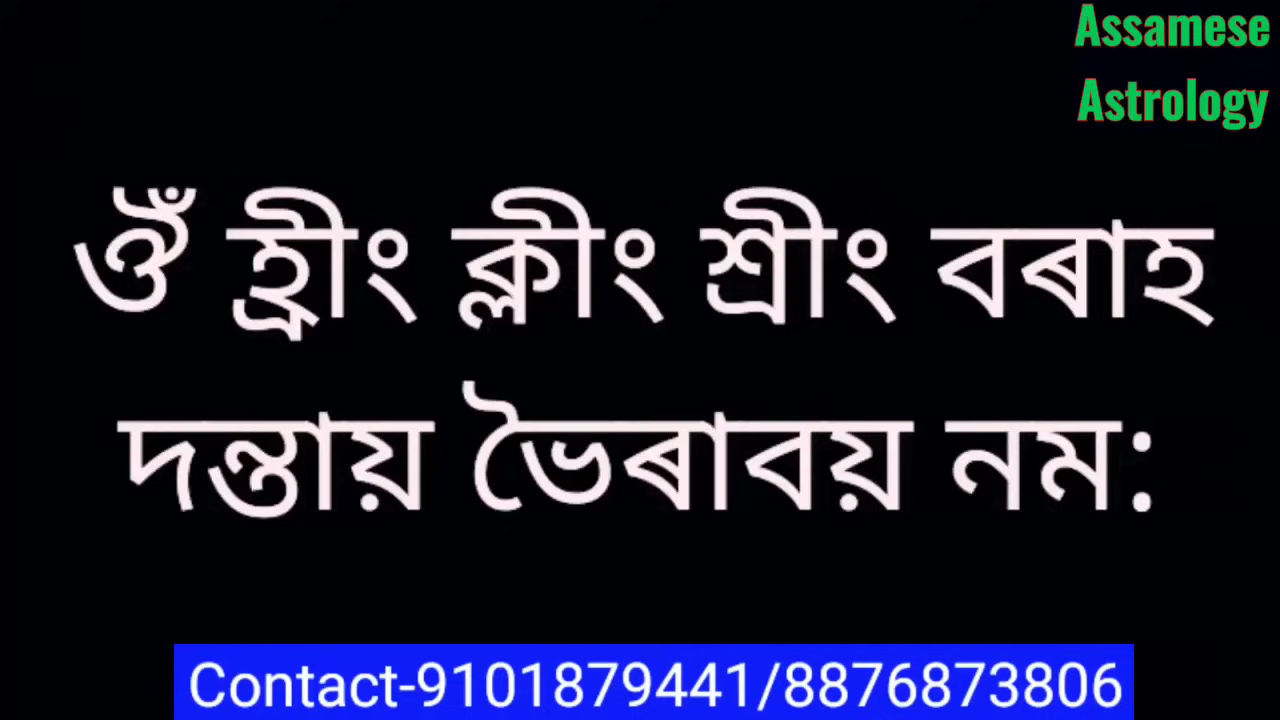 Assamese
Astrology
ওঁ হ্রীং ক্লীং শ্রীং বৰাহ
দন্তায় ভৈৰাবয় নম:
Contact-9101879441/8876873806